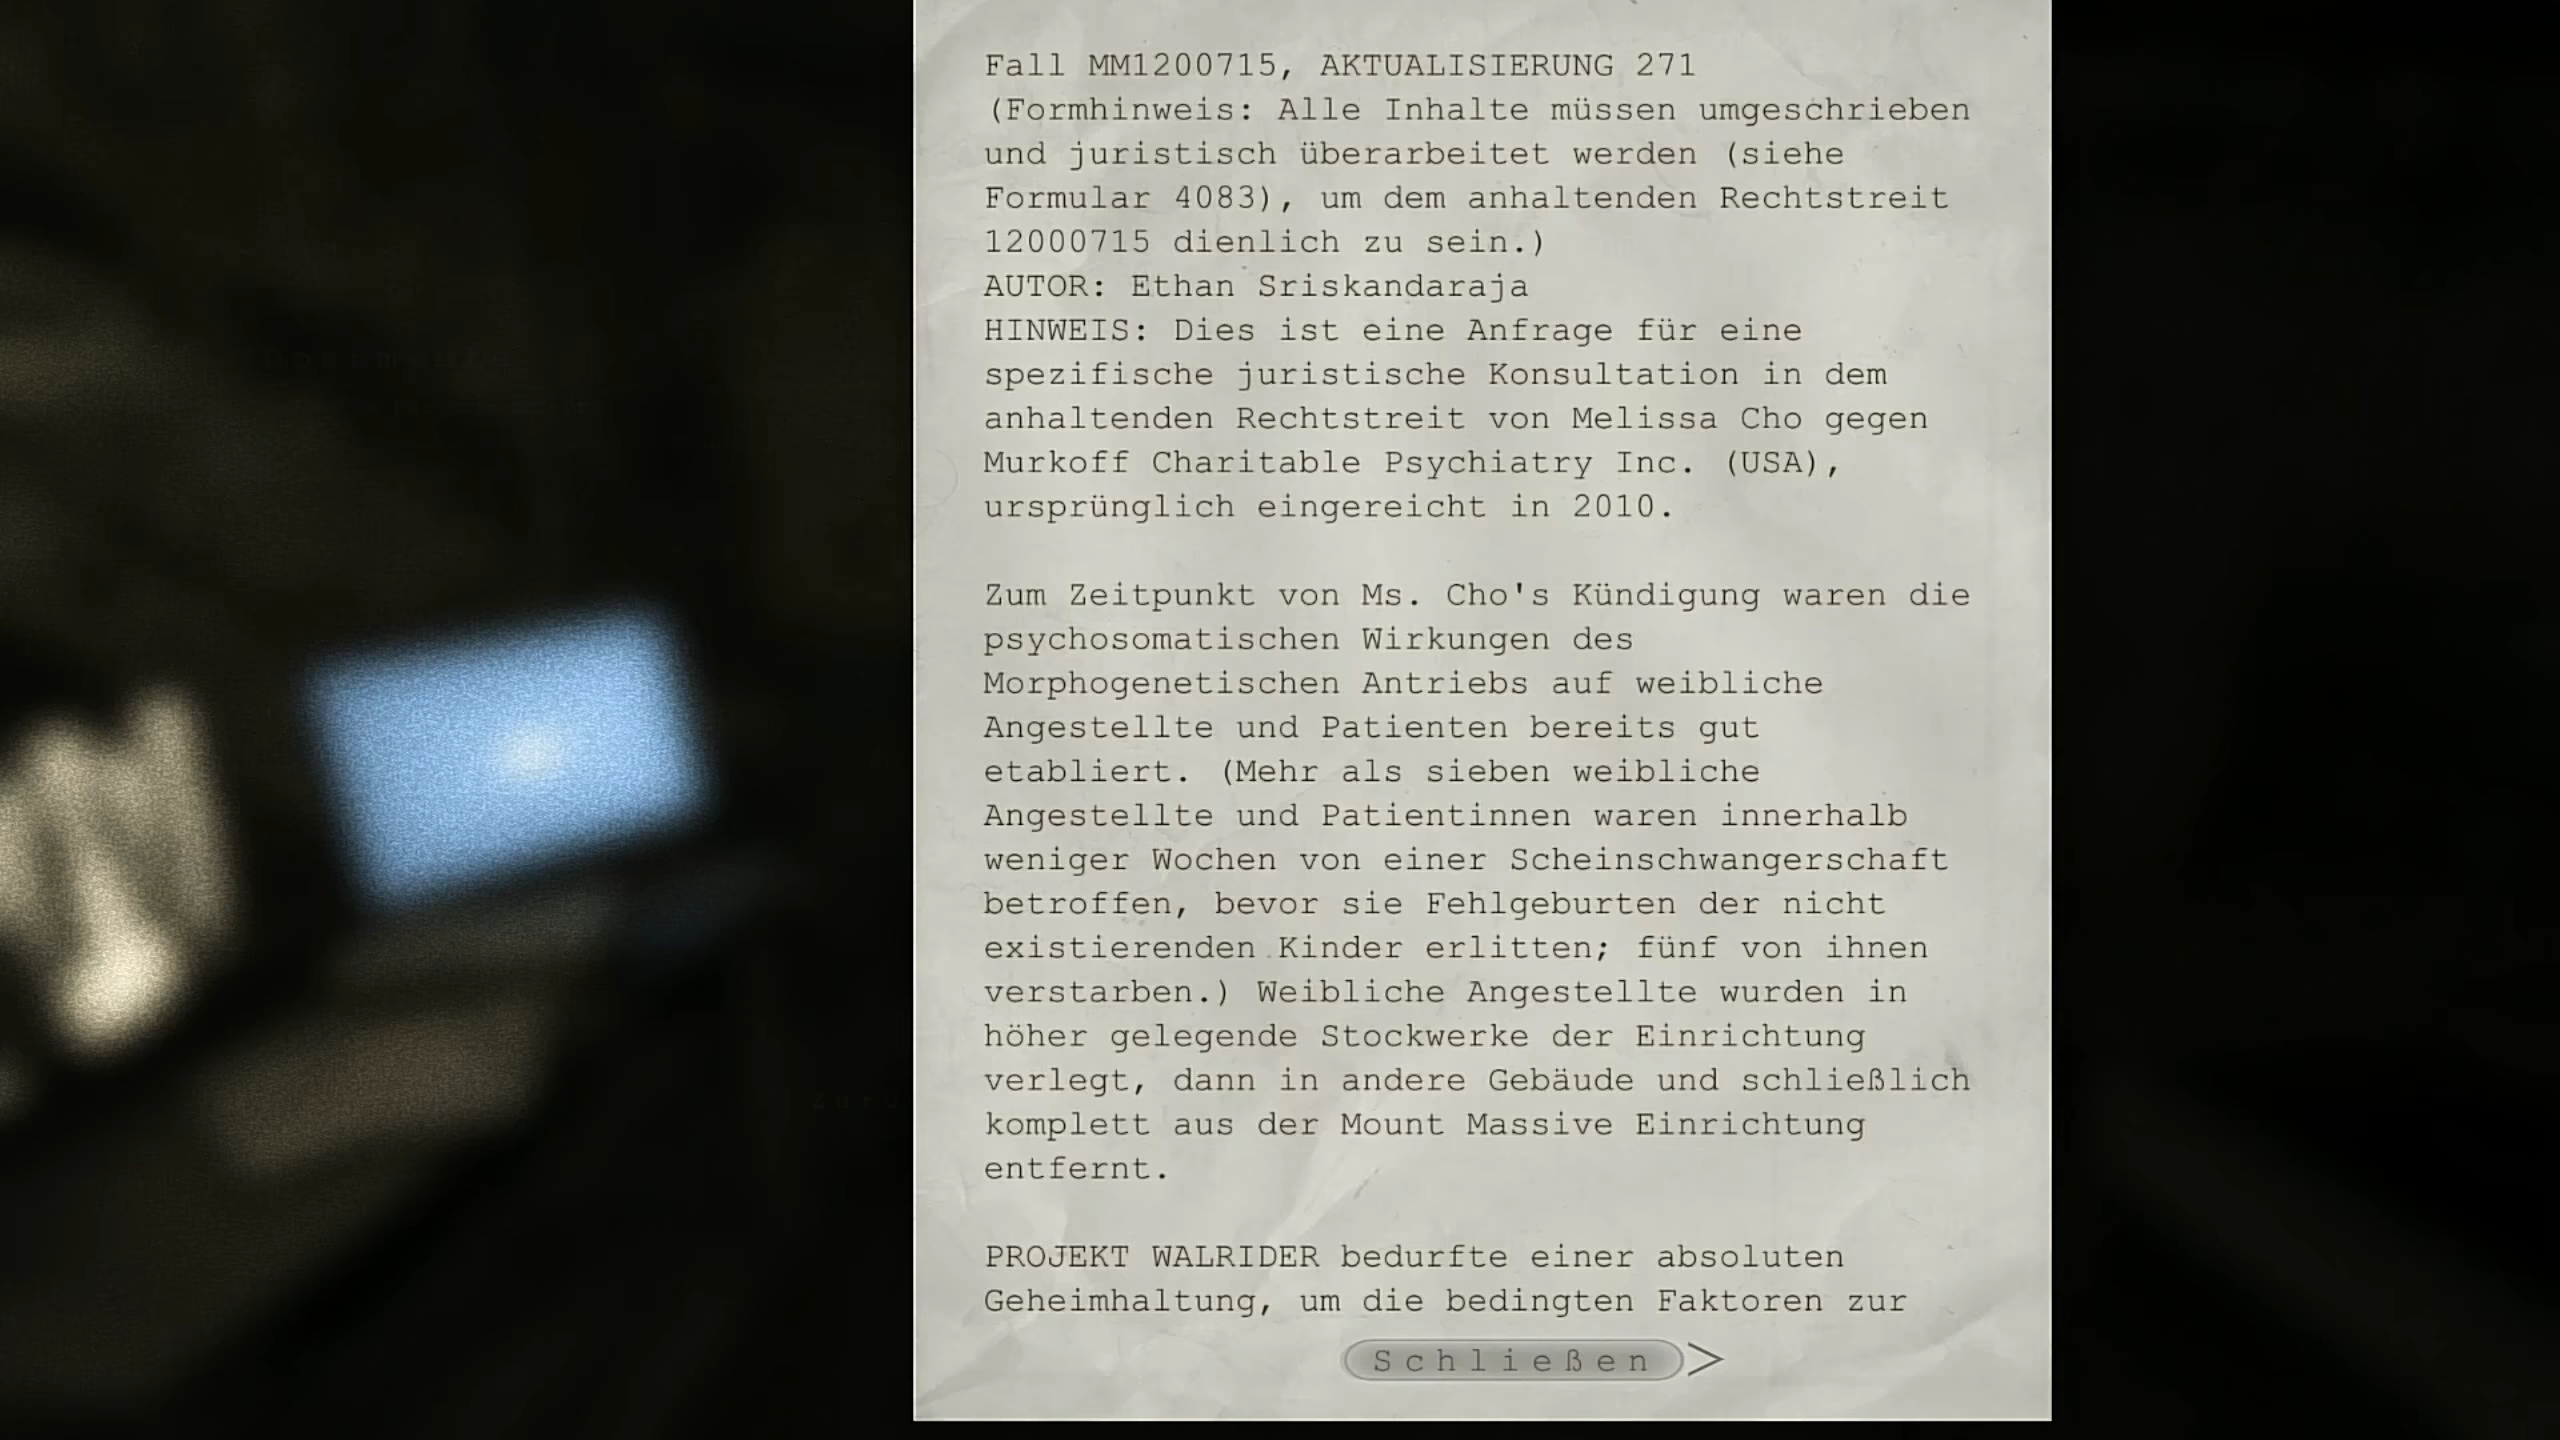 Fall MM1200715, AKTUALISIERUNG 271
(Formhinweis: Alle Inhalte müssen umgeschrieben
und juristisch überarbeitet werden (siehe
Formular 4083), um dem anhaltenden Rechtstreit
12000715 dienlich zu sein.)
AUTOR: Ethan Sriskandaraja
HINWEIS: Dies ist eine Anfrage für eine
spezifische juristische Konsultation in dem
anhaltenden Rechtstreit von Melissa Cho gegen
Murkoff Charitable Psychiatry Inc. (USA),
ursprünglich eingereicht in 2010.
Zum Zeitpunkt von Ms. Cho's Kündigung waren die
psychosomatischen Wirkungen des
Morphogenetischen Antriebs auf weibliche
Angestellte und Patienten bereits gut
etabliert. (Mehr als sieben weibliche
Angestellte und Patientinnen waren innerhalb
weniger Wochen von einer Scheinschwangerschaft
betroffen, bevor sie Fehlgeburten der nicht
existierenden Kinder erlitten; fünf von ihnen
verstarben.) Weibliche Angestellte wurden in
höher gelegende Stockwerke der Einrichtung
verlegt, dann in andere Gebäude und schließlich
komplett aus der Mount Massive Einrichtung
entfernt.
PROJEKT WALRIDER bedurfte einer absoluten
Geheimhaltung, um die bedingten Faktoren zur
Schließen >